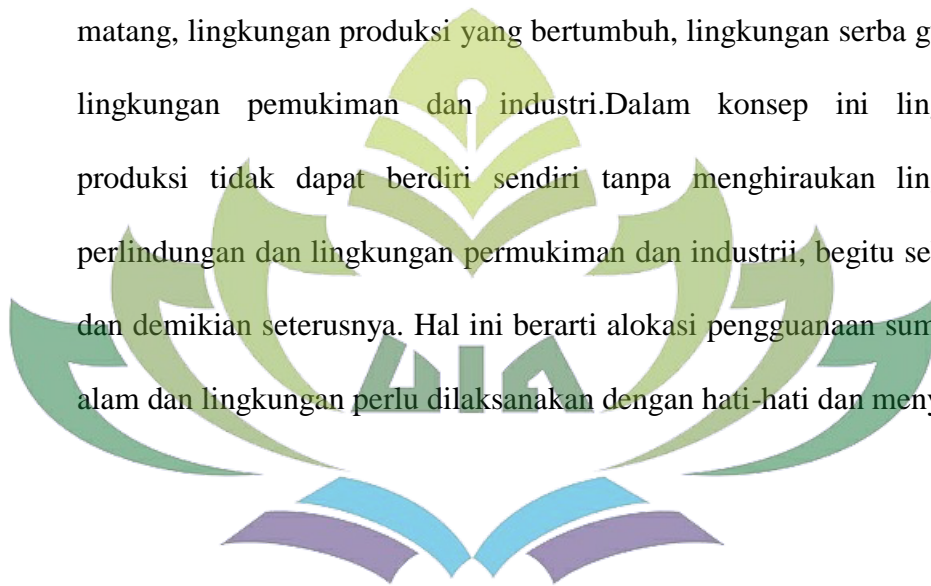 matang, lingkungan produksi yang bertumbuh, lingkungan serba g
lingkungan pemukiman dan industri.Dalam konsep ini ling
produksi tidak dapat berdiri sendiri tanpa menghiraukan lin
perlindungan dan lingkungan permukiman dan industrii, begitu se
dan demikian seterusnya. Hal ini berarti alokasi pengguanaan sum
UIN
alam dan lingkungan perlu dilaksanakan dengan hati-hati dan meny